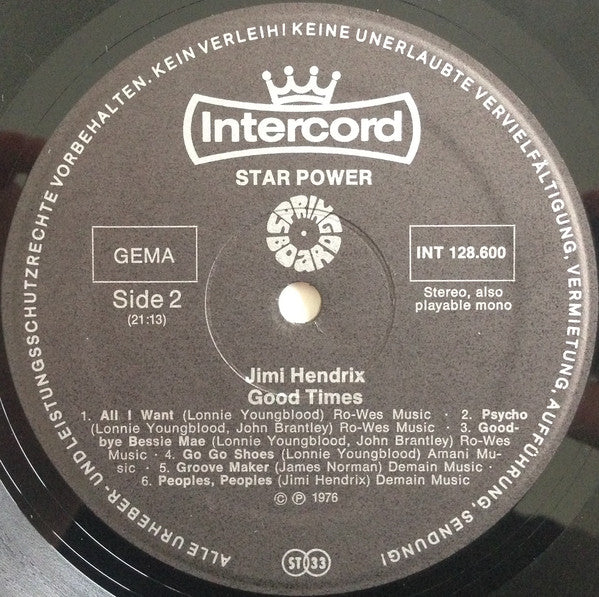 ALLE URHEBER- UND LEISTUNGSSCHUTZRECHTE VORBEHALTEN. KEIN VERLEIH! KEINE UNERLAUBTE VERVIELFÄLTIGUNG, VERMIETUNG, AUFFÜHRUNG, SENDUNG!
Intercord
STAR POWER
SPRING BOARD
GEMA
INT 128.600
Side 2
(21:13)
Stereo, also
playable mono
Jimi Hendrix
Good Times
1. All I Want (Lonnie Youngblood) Ro-Wes Music · 2. Psycho
(Lonnie Youngblood, John Brantley) Ro-Wes Music · 3. Good-
bye Bessie Mae (Lonnie Youngblood, John Brantley) Ro-Wes
Music · 4. Go Go Shoes (Lonnie Youngblood) Amani Mu-
sic · 5. Groove Maker (James Norman) Demain Music ·
6. Peoples, Peoples (Jimi Hendrix) Demain Music
© ℗ 1976
ST 33